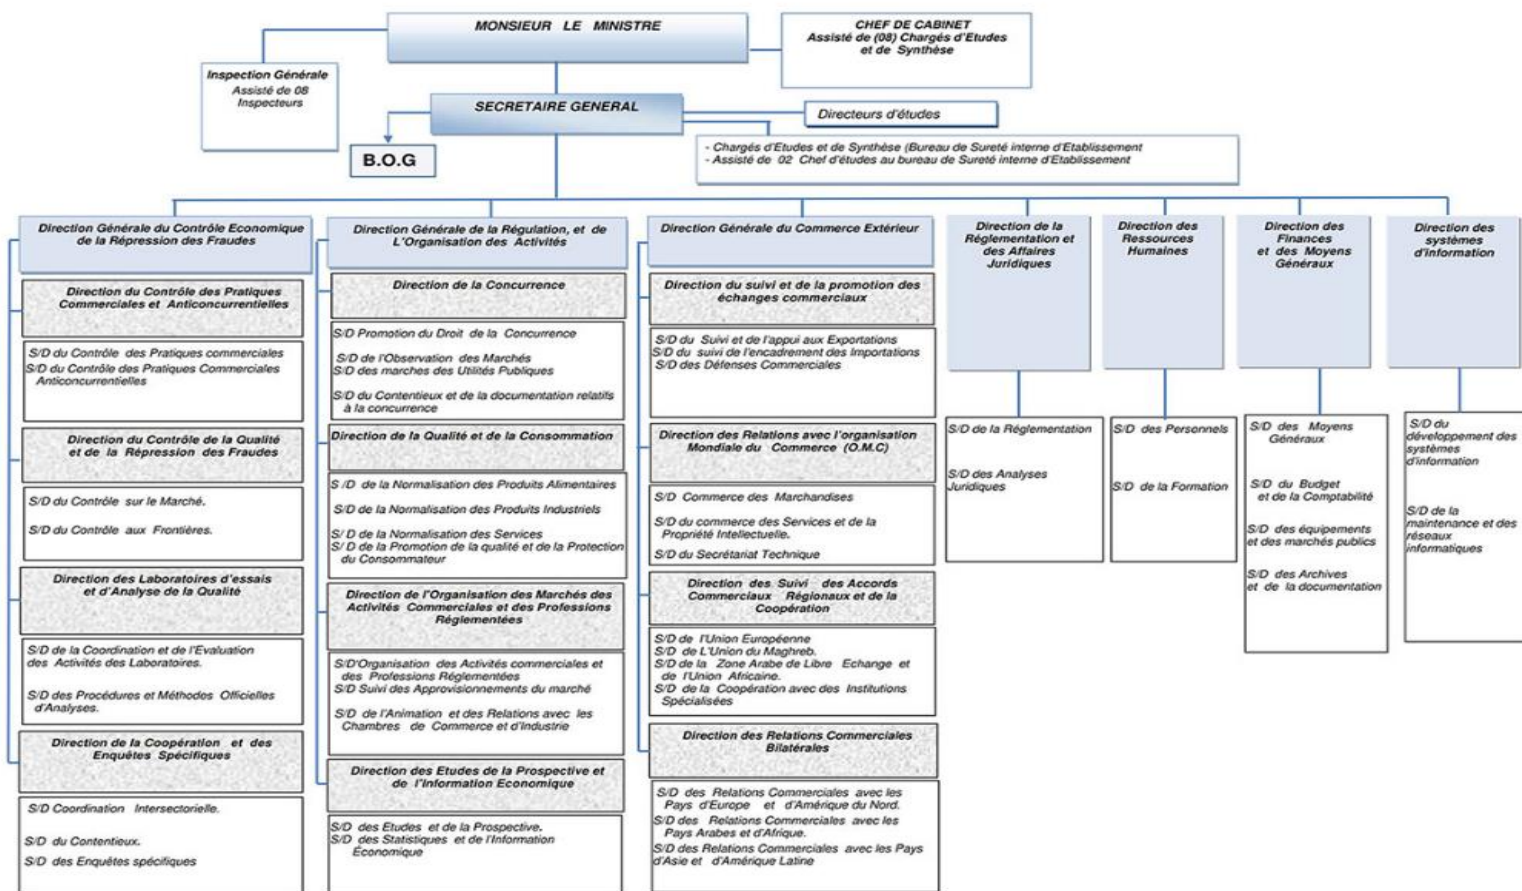 MONSIEUR LE MINISTRE
CHEF DE CABINET
Assisté de (08) Chargés d'Etudes
et de Synthèse
Inspection Générale
Assisté de 08
Inspecteurs
SECRETAIRE GENERAL
Directeurs d'études
B.O.G
- Chargés d'Etudes et de Synthèse (Bureau de Sureté interne d'Etablissement
- Assisté de 02 Chef d'études au bureau de Sureté interne d'Etablissement
Direction Générale du Contrôle Economique
de la Répression des Fraudes
Direction du Contrôle des Pratiques
Commerciales et Anticoncurrentielles
S/D du Contrôle des Pratiques commerciales
S/D du Contrôle des Pratiques Commerciales
Anticoncurrentielles
Direction du Contrôle de la Qualité
et de la Répression des Fraudes
S/D du Contrôle sur le Marché.
S/D du Contrôle aux Frontières.
Direction des Laboratoires d'essais
et d'Analyse de la Qualité
S/D de la Coordination et de l'Evaluation
des Activités des Laboratoires.
S/D des Procédures et Méthodes Officielles
d'Analyses.
Direction de la Coopération et des
Enquêtes Spécifiques
S/D Coordination Intersectorielle.
S/D du Contentieux.
S/D des Enquêtes spécifiques
Direction Générale de la Régulation, et de
L'Organisation des Activités
Direction de la Concurrence
S/D Promotion du Droit de la Concurrence
S/D de l'Observation des Marchés
S/D des marches des Utilités Publiques
S/D du Contentieux et de la documentation relatifs
à la concurrence
Direction de la Qualité et de la Consommation
S /D de la Normalisation des Produits Alimentaires
S/D de la Normalisation des Produits Industriels
S/ D de la Normalisation des Services
S/ D de la Promotion de la qualité et de la Protection
du Consommateur
Direction de l'Organisation des Marchés des
Activités Commerciales et des Professions
Réglementées
S/D'Organisation des Activités commerciales et
des Professions Réglementées
S/D Suivi des Approvisionnements du marché
S/D de l'Animation et des Relations avec les
Chambres de Commerce et d'Industrie
Direction des Etudes de la Prospective et
de l'Information Economique
S/D des Etudes et de la Prospective.
S/D des Statistiques et de l'Information
Économique
Direction Générale du Commerce Extérieur
Direction du suivi et de la promotion des
échanges commerciaux
S/D du Suivi et de l'appui aux Exportations
S/D du suivi de l'encadrement des Importations
S/D des Défenses Commerciales
Direction des Relations avec l'organisation
Mondiale du Commerce (O.M.C)
S/D Commerce des Marchandises
S/D du commerce des Services et de la
Propriété Intellectuelle.
S/D du Secrétariat Technique
Direction des Suivi des Accords
Commerciaux Régionaux et de la
Coopération
S/D de l'Union Européenne
S/D de L'Union du Maghreb.
S/D de la Zone Arabe de Libre Echange et
de l'Union Africaine.
S/D de la Coopération avec des Institutions
Spécialisées
Direction des Relations Commerciales
Bilatérales
S/D des Relations Commerciales avec les
Pays d'Europe et d'Amérique du Nord.
S/D des Relations Commerciales avec les
Pays Arabes et d'Afrique.
S/D des Relations Commerciales avec les Pays
d'Asie et d'Amérique Latine
Direction de la
Réglementation et
des Affaires
Juridiques
S/D de la Réglementation
S/D des Analyses
Juridiques
Direction des
Ressources
Humaines
S/D des Personnels
S/D de la Formation
Direction des
Finances
et des Moyens
Généraux
S/D des Moyens
Généraux
S/D du Budget
et de la Comptabilité
S/D des équipements
et des marchés publics
S/D des Archives
et de la documentation
Direction des
systèmes
d'information
S/D du
développement des
systèmes
d'information
S/D de la
maintenance et des
réseaux
informatiques